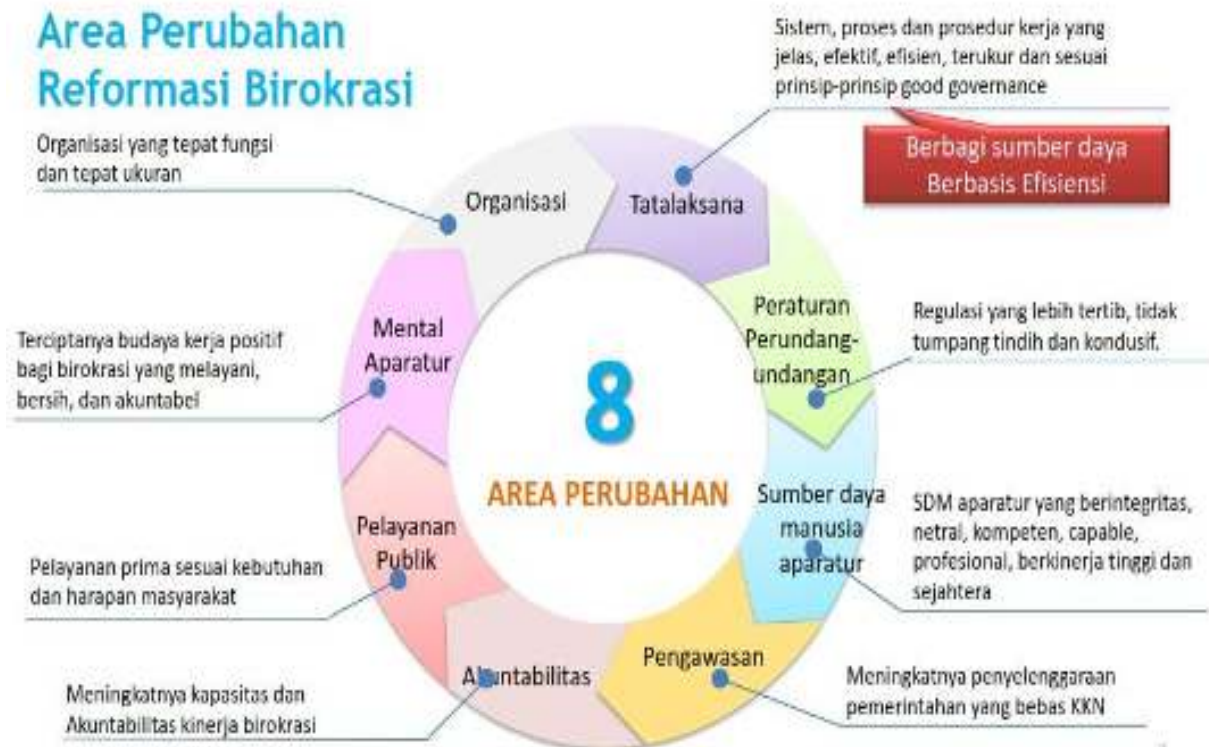 Area Perubahan
Reformasi Birokrasi
Sistem, proses dan prosedur kerja yang
jelas, efektif, efisien, terukur dan sesuai
prinsip-prinsip good governance
Berbagi sumber daya
Berbasis Efisiensi
Organisasi yang tepat fungsi
dan tepat ukuran
Organisasi
Tatalaksana
Peraturan
Perundang-
undangan
Regulasi yang lebih tertib, tidak
tumpang tindih dan kondusif.
Mental
Aparatur
Terciptanya budaya kerja positif
bagi birokrasi yang melayani,
bersih, dan akuntabel
8
AREA PERUBAHAN
Sumber daya
manusia
aparatur
SDM aparatur yang berintegritas,
netral, kompeten, capable,
profesional, berkinerja tinggi dan
sejahtera
Pelayanan
Publik
Pelayanan prima sesuai kebutuhan
dan harapan masyarakat
Pengawasan
Meningkatnya penyelenggaraan
pemerintahan yang bebas KKN
Akuntabilitas
Meningkatnya kapasitas dan
Akuntabilitas kinerja birokrasi